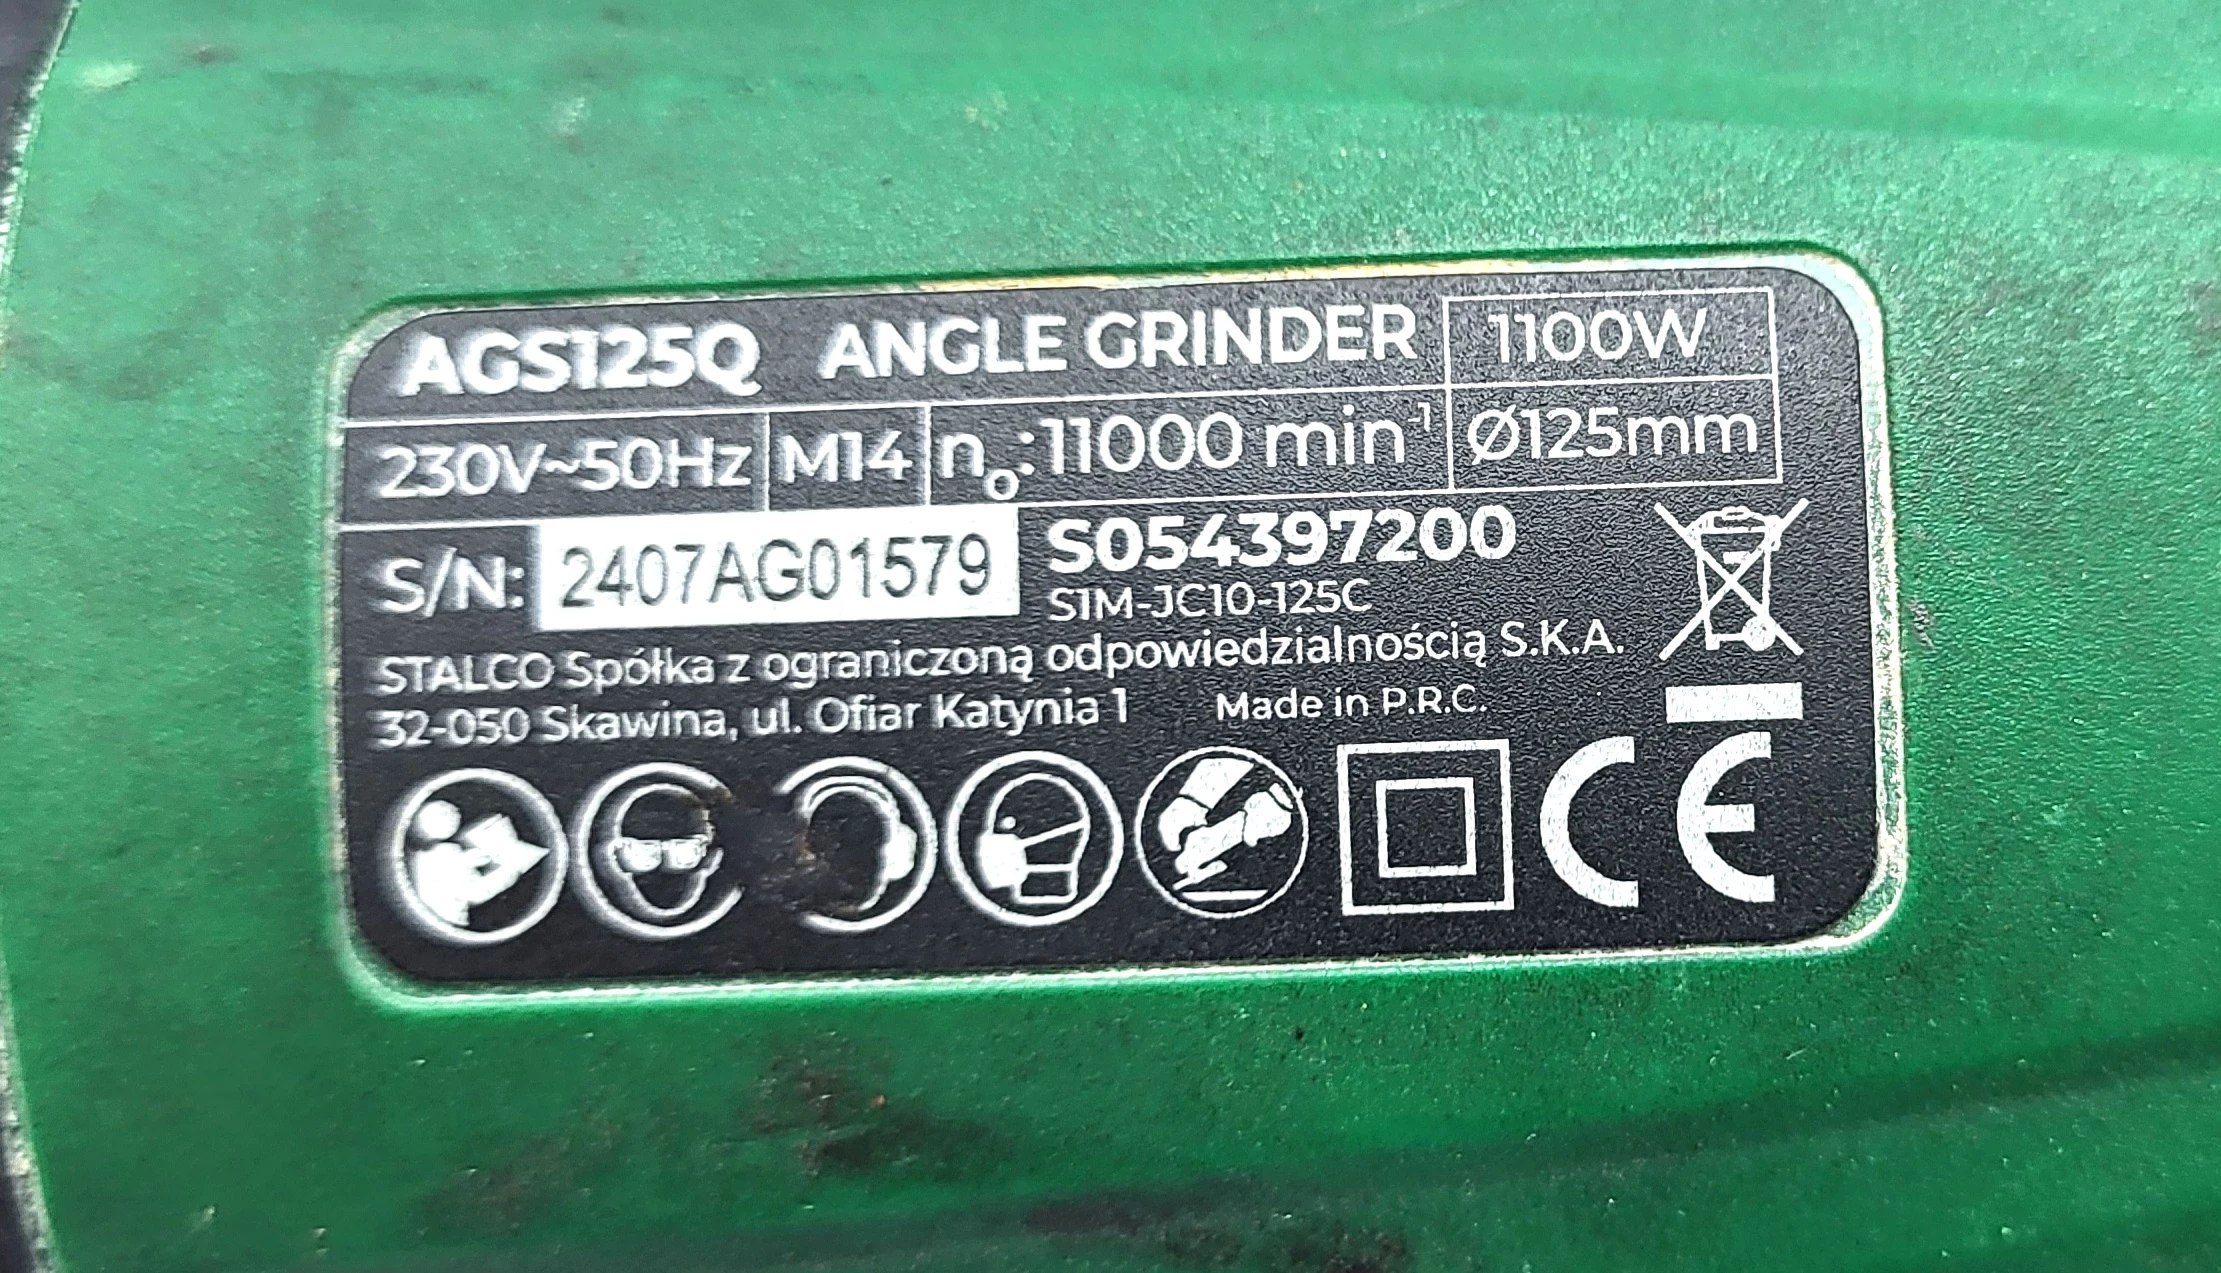 AGS125Q ANGLE GRINDER 1100W
230V~50Hz M14 nₒ:11000 min⁻¹ Ø125mm
S/N: 2407AG01579 S054397200
S1M-JC10-125C
STALCO Spółka z ograniczoną odpowiedzialnością S.K.A.
32-050 Skawina, ul. Ofiar Katynia 1 Made in P.R.C.
CE